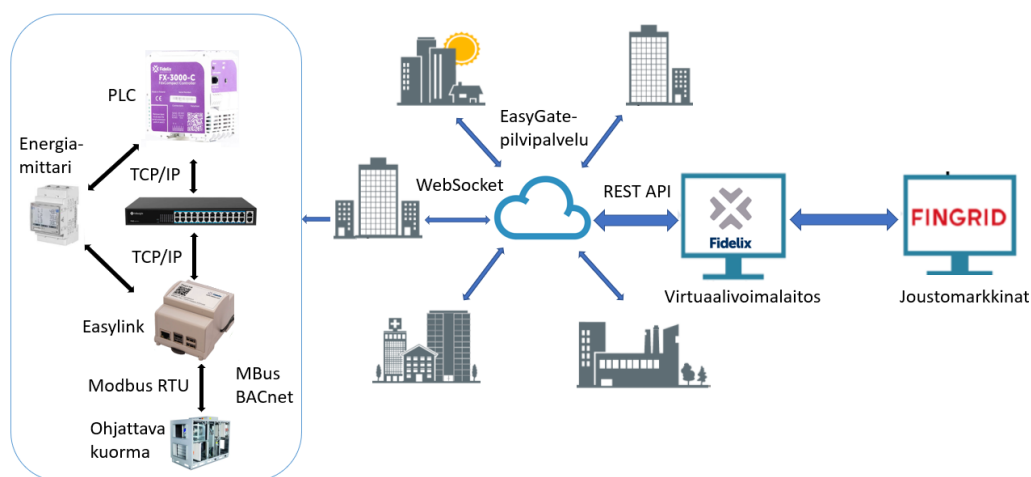 Fidelix
FX-3000-C
PLC
Energia-
mittari
TCP/IP
TCP/IP
Easylink
Modbus RTU
MBus
BACnet
Ohjattava
kuorma
EasyGate-
pilvipalvelu
WebSocket
REST API
Fidelix
Virtuaalivoimalaitos
FINGRID
Joustomarkkinat